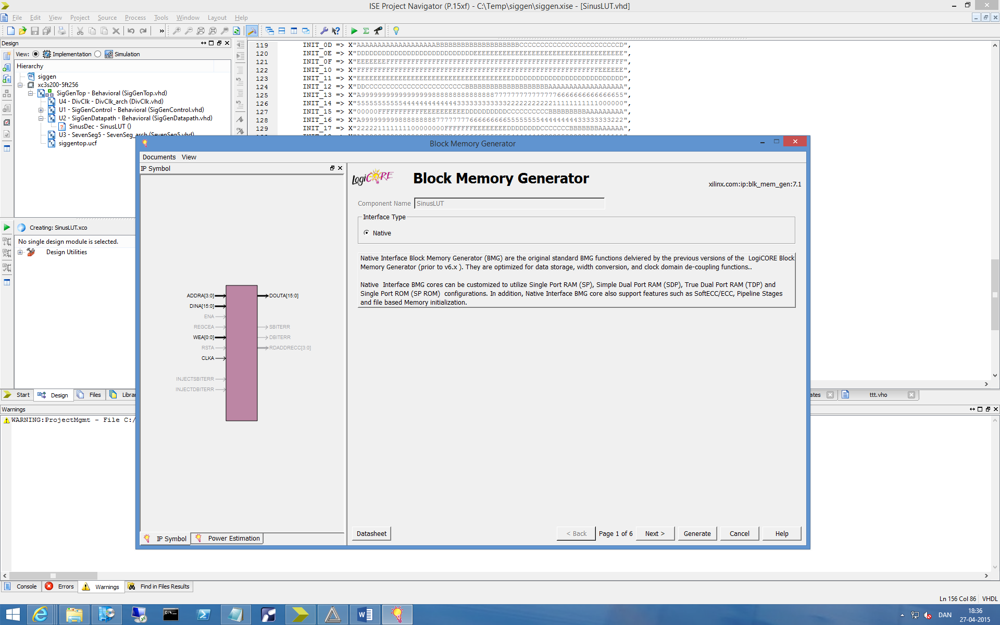 ISE Project Navigator (P.15xf) - C:\Temp\siggen\siggen.xise - [SinusLUT.vhd]
File Edit View Project Source Process Tools Window Layout Help
Design
View: Implementation Simulation
Hierarchy
siggen
xc3s200-5ft256
SigGenTop - Behavioral (SigGenTop.vhd)
U4 - DivClk - DivClk_arch (DivClk.vhd)
U1 - SigGenControl - Behavioral (SigGenControl.vhd)
U2 - SigGenDatapath - Behavioral (SigGenDatapath.vhd)
SinusDec - SinusLUT ()
U3 - SevenSeg5 - SevenSeg_arch (SevenSeg5.vhd)
siggentop.ucf
119 INIT_0D =>
120 INIT_0E =>
121 INIT_0F =>
122 INIT_10 =>
123 INIT_11 =>
124 INIT_12 =>
125 INIT_13 =>
126 INIT_14 =>
127 INIT_15 =>
128 INIT_16 =>
129 INIT_17 =>
Creating: SinusLUT.xco
No single design module is selected.
Design Utilities
Start Design Files
Block Memory Generator
Documents View
IP Symbol
ADDRA[3:0]
DINA[15:0]
ENA
REGCEA
WEA[0:0]
RSTA
CLKA
INJECTSBITERR
INJECTDBITERR
DOUTA[15:0]
SBITERR
DBITERR
RDADDRECC[3:0]
IP Symbol Power Estimation
LogiCORE
Block Memory Generator
xilinx.com:ip:blk_mem_gen:7.1
Component Name SinusLUT
Interface Type
Native
Native Interface Block Memory Generator (BMG) are the original standard BMG functions delviered by the previous versions of the LogiCORE Block
Memory Generator (prior to v6.x ). They are optimized for data storage, width conversion, and clock domain de-coupling functions..
Native Interface BMG cores can be customized to utilize Single Port RAM (SP), Simple Dual Port RAM (SDP), True Dual Port RAM (TDP) and
Single Port ROM (SP ROM) configurations. In addition, Native Interface BMG core also support features such as SoftECC/ECC, Pipeline Stages
and file based Memory initialization.
Datasheet < Back Page 1 of 6 Next > Generate Cancel Help
ates ttt.vho
Warnings
WARNING:ProjectMgmt - File C:/
Console Errors Warnings Find in Files Results
Ln 156 Col 86 VHDL
DAN
18:36
27-04-2015